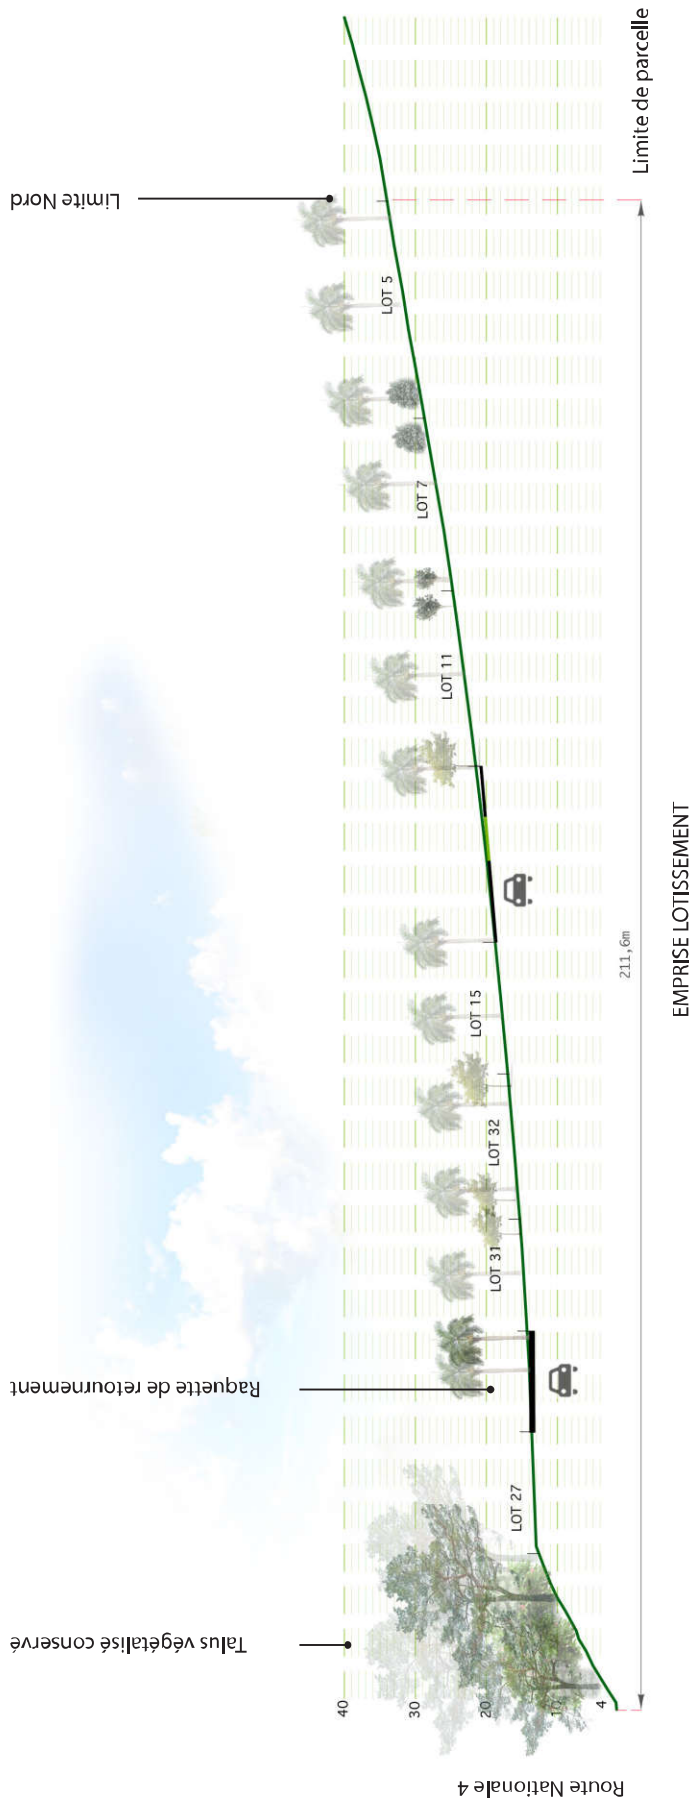 Route Nationale 4
Talus végétalisé conservé
Raquette de retournement
Limite Nord
40
30
20
10
4
LOT 27
LOT 31
LOT 32
LOT 15
LOT 11
LOT 7
LOT 5
211,6m
EMPRISE LOTISSEMENT
Limite de parcelle